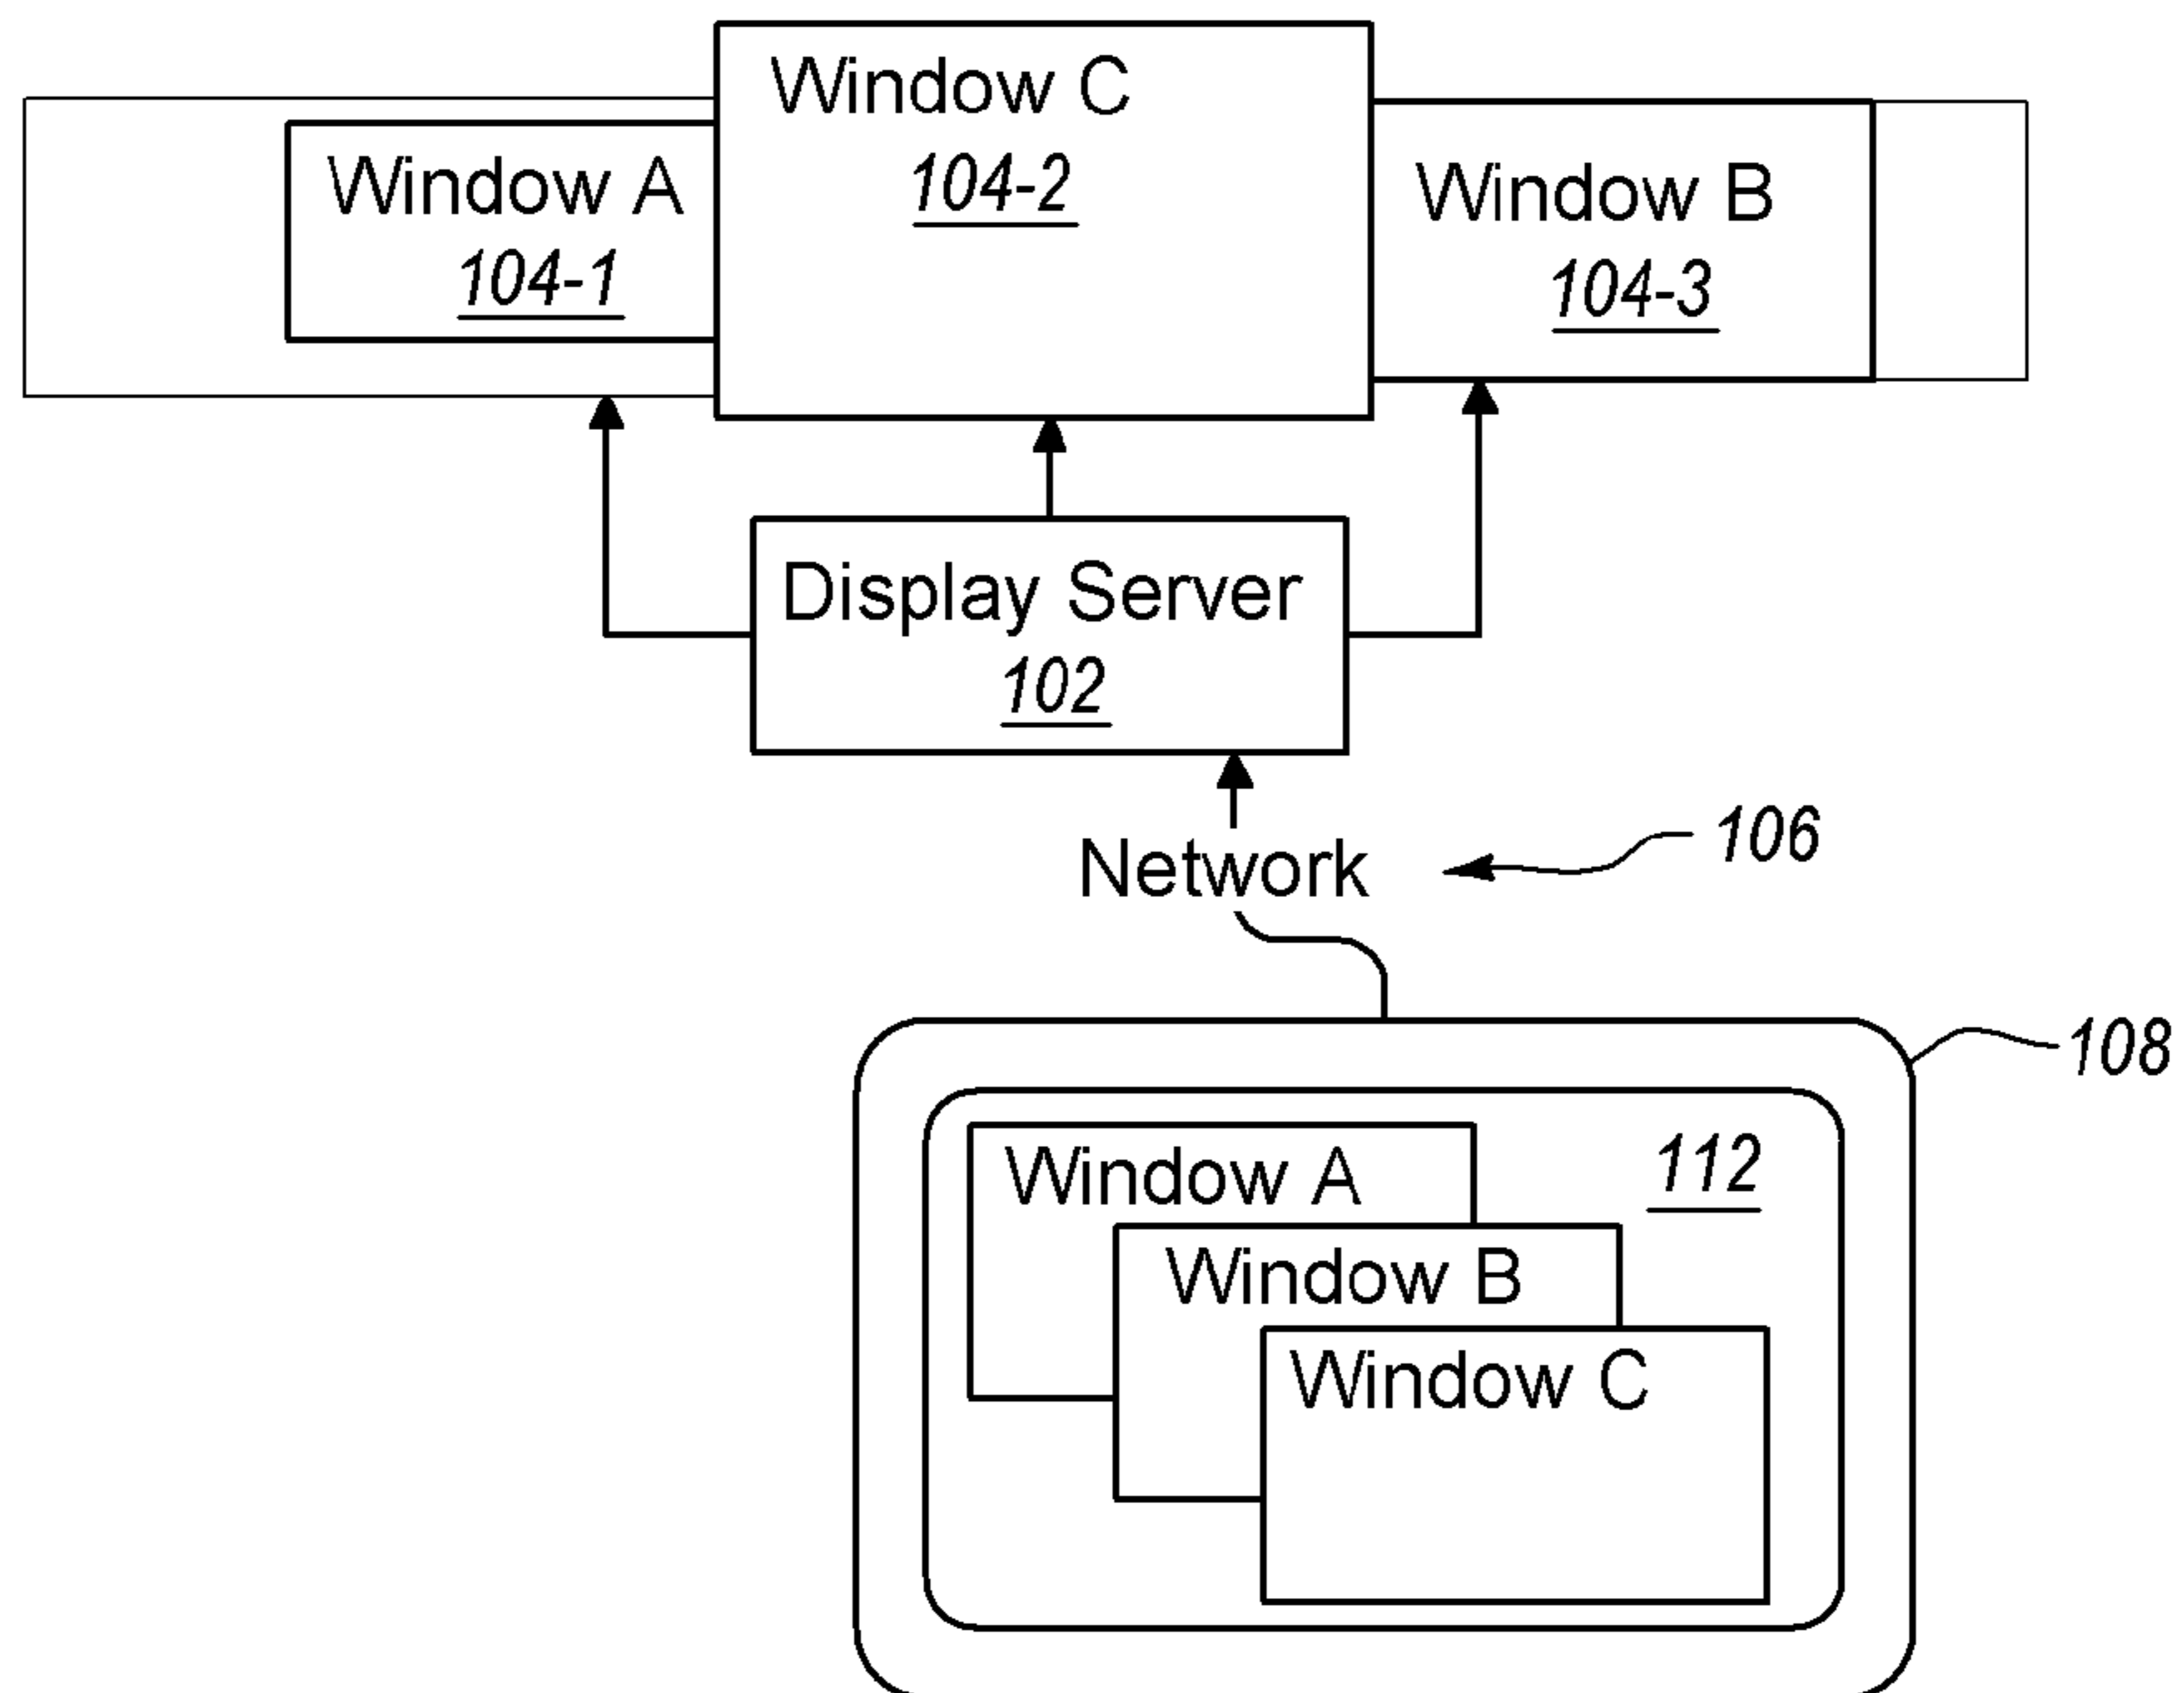 Window C
104-2
Window A
104-1
Window B
104-3
Display Server
102
Network
106
108
112
Window A
Window B
Window C